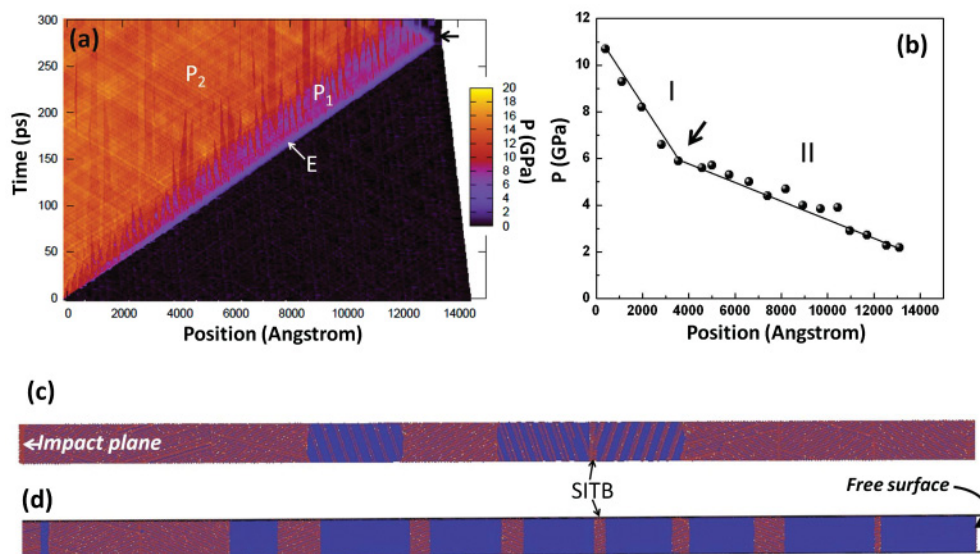 (a)
300
250
200
150
100
50
0
Time (ps)
P₂
P₁
E
20
18
16
14
12
10
8
6
4
2
0
P (GPa)
0 2000 4000 6000 8000 10000 12000 14000
Position (Angstrom)
(b)
12
10
8
6
4
2
0
P (GPa)
I
II
0 2000 4000 6000 8000 10000 12000 14000
Position (Angstrom)
(c)
Impact plane
SITB
Free surface
(d)